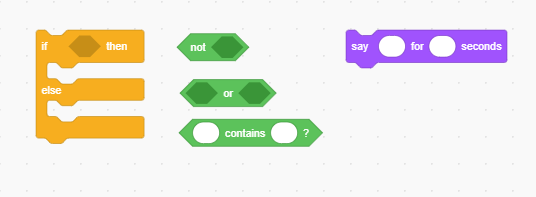 if then
else
not
or
contains ?
say for seconds